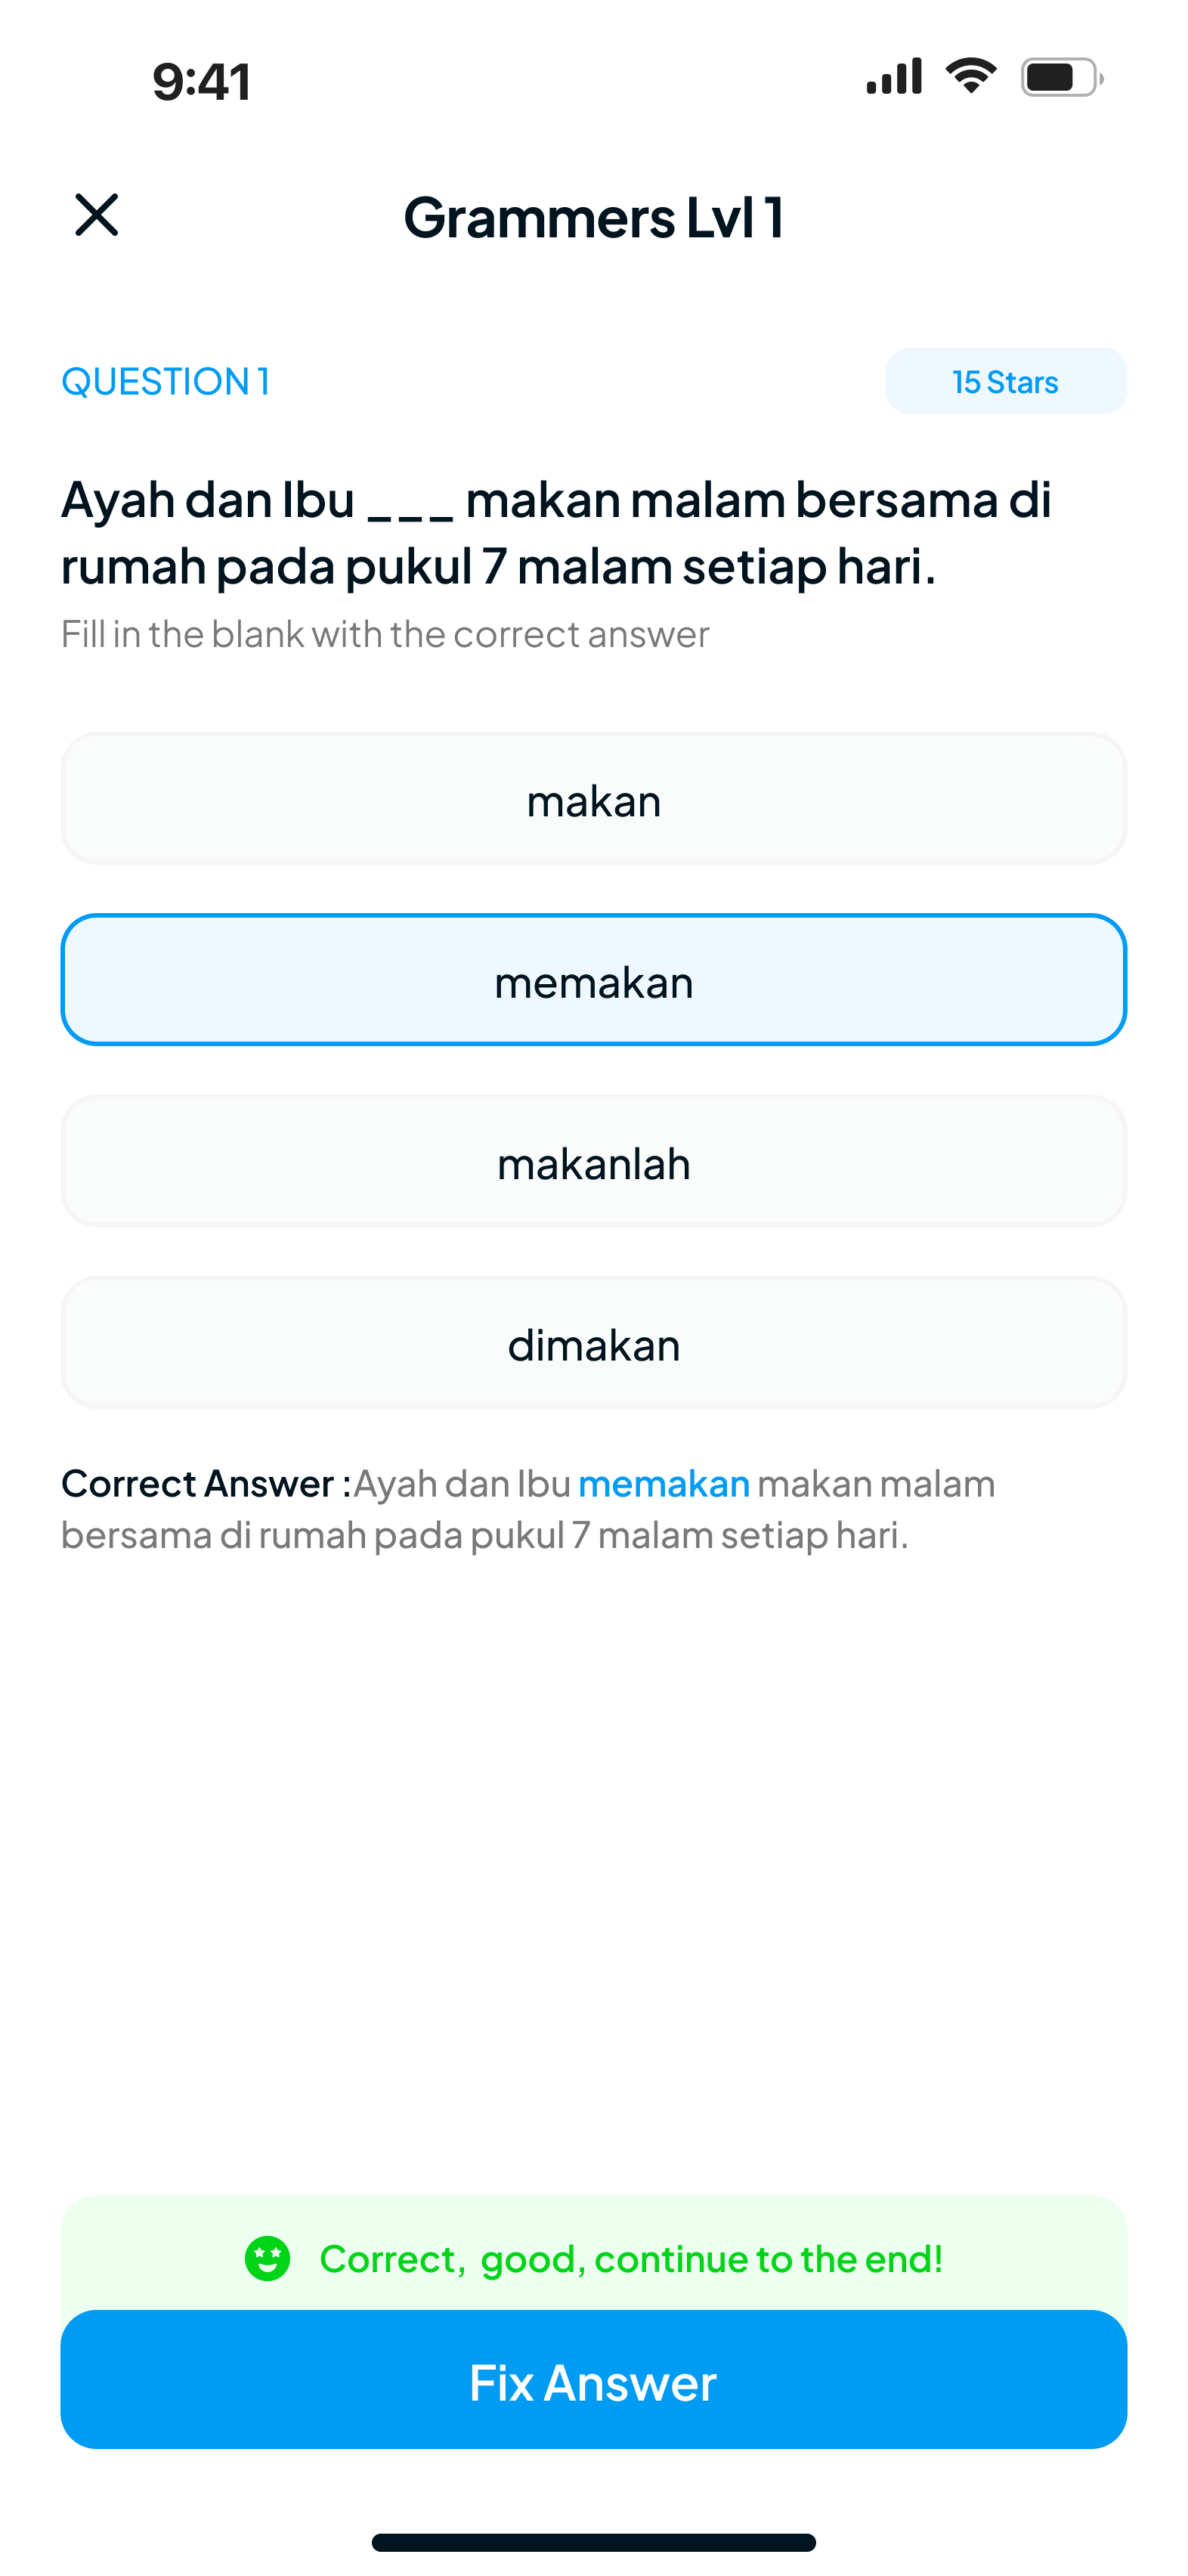 9:41
Grammers Lvl 1
QUESTION 1
15 Stars
Ayah dan Ibu _ _ _ makan malam bersama di
rumah pada pukul 7 malam setiap hari.
Fill in the blank with the correct answer
makan
memakan
makanlah
dimakan
Correct Answer :Ayah dan Ibu memakan makan malam
bersama di rumah pada pukul 7 malam setiap hari.
Correct,  good, continue to the end!
Fix Answer